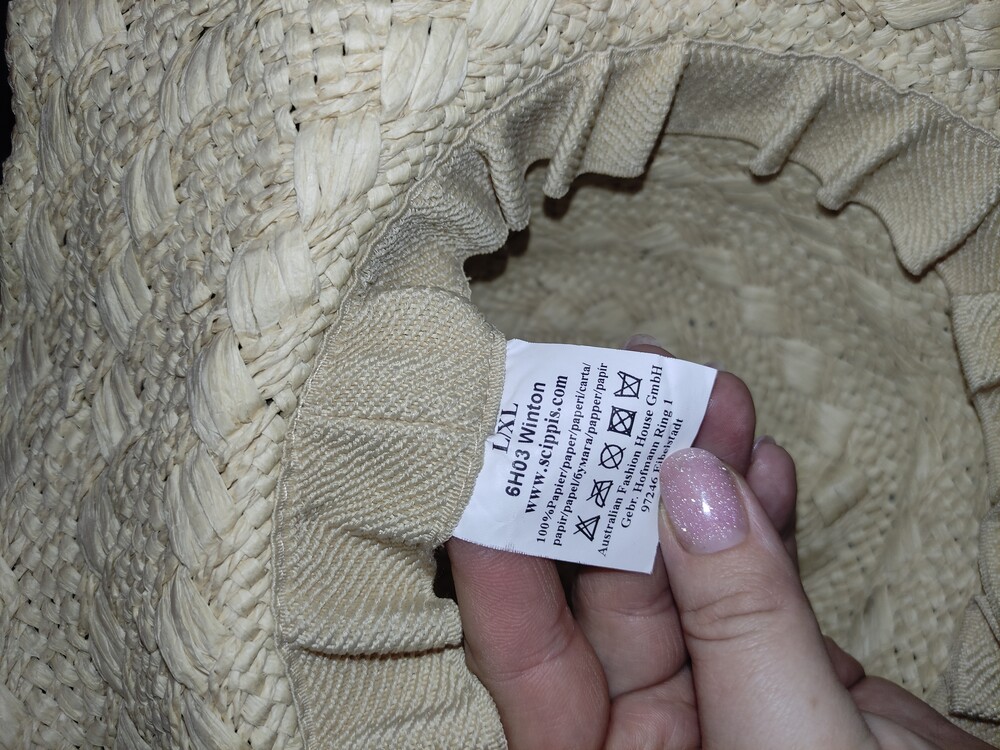 L/XL
6H03 Winton
www.scippis.com
100%Papier/paper/papier/paperi/carta/
papir/papel/бумага/papper/papir
Australian Fashion House GmbH
Gebr. Hofmann Ring 1
97246 Eibelstadt